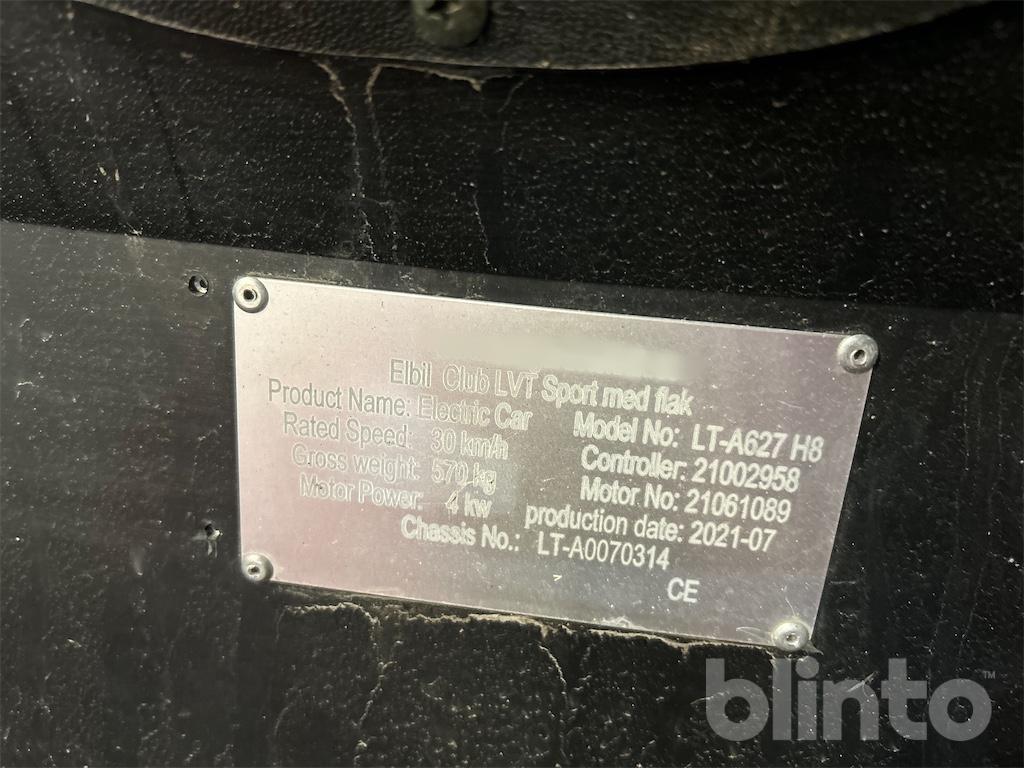 Elbil Club LVT Sport med flak
Product Name: Electric Car
Model No: LT-A627 H8
Rated Speed: 30 km/h
Controller: 21002958
Gross weight: 570 kg
Motor No: 21061089
Motor Power: 4 kw
production date: 2021-07
Chassis No.: LT-A0070314
CE
blinto™